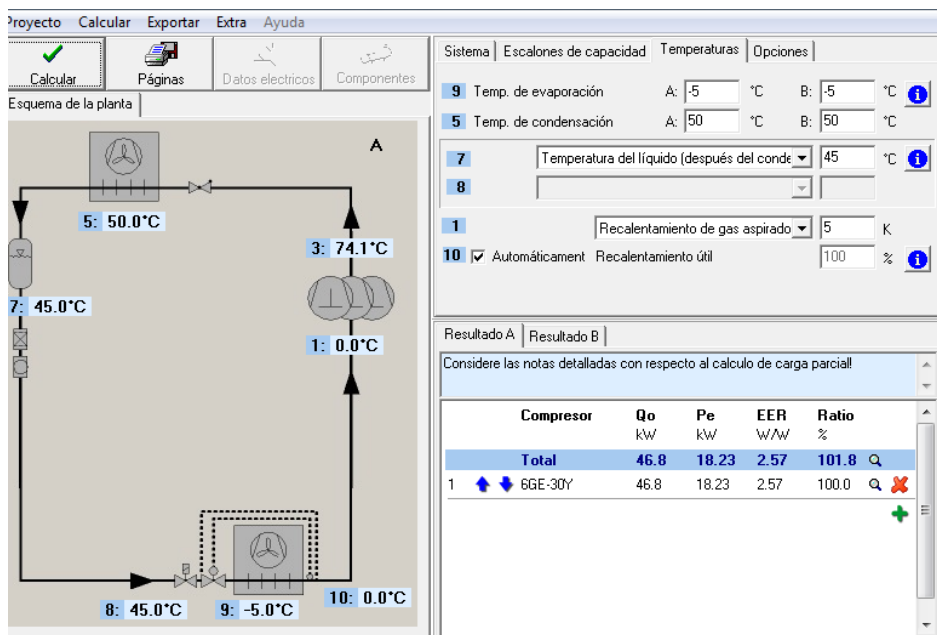 Proyecto Calcular Exportar Extra Ayuda
Calcular Páginas Datos electricos Componentes
Esquema de la planta
A
5: 50.0°C
3: 74.1°C
7: 45.0°C
1: 0.0°C
10: 0.0°C
8: 45.0°C 9: -5.0°C
Sistema Escalones de capacidad Temperaturas Opciones
9 Temp. de evaporación A: -5 °C B: -5 °C i
5 Temp. de condensación A: 50 °C B: 50 °C
7 Temperatura del líquido (después del conde 45 °C i
8
1 Recalentamiento de gas aspirado 5 K
10 Automáticament Recalentamiento útil 100 % i
Resultado A Resultado B
Considere las notas detalladas con respecto al calculo de carga parcial!
Compresor Qo Pe EER Ratio
kW kW W/W %
Total 46.8 18.23 2.57 101.8
1 6GE-30Y 46.8 18.23 2.57 100.0